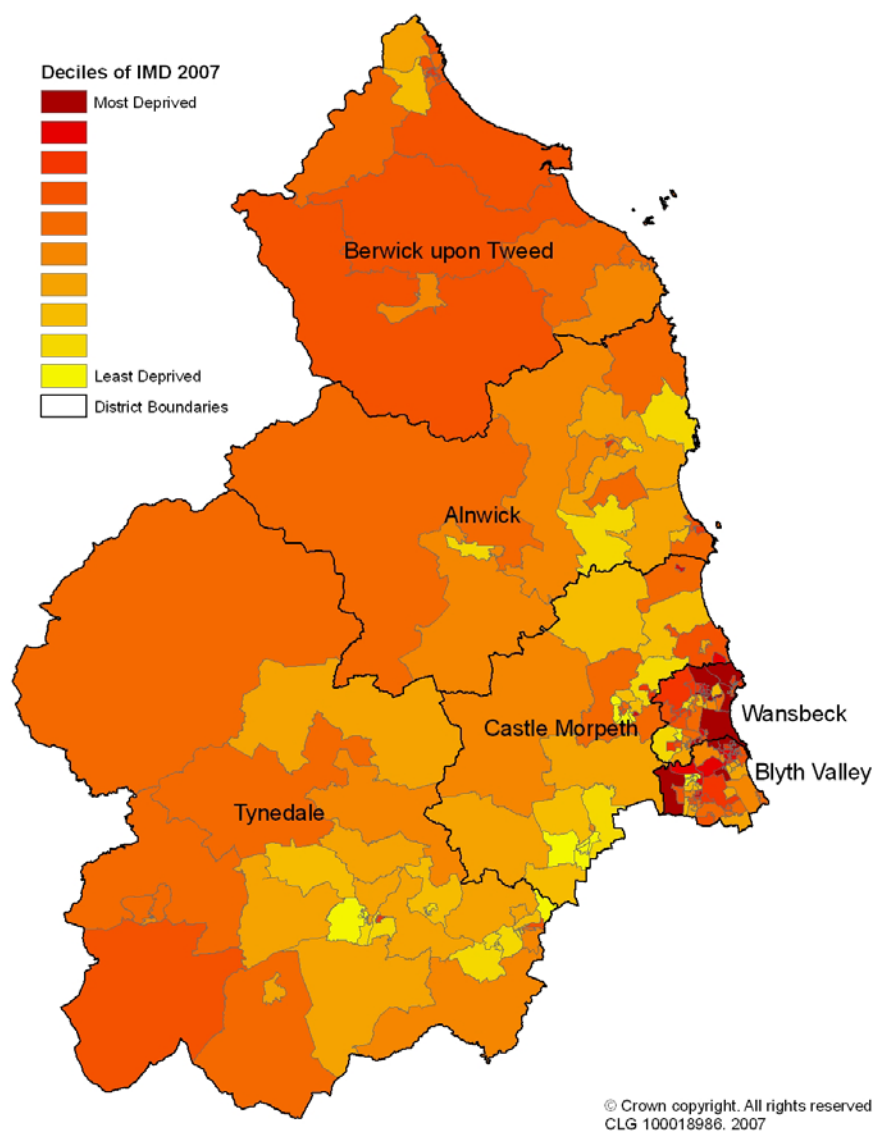 Deciles of IMD 2007
Most Deprived
Least Deprived
District Boundaries
Berwick upon Tweed
Alnwick
Castle Morpeth
Wansbeck
Blyth Valley
Tynedale
© Crown copyright. All rights reserved
CLG 100018986. 2007